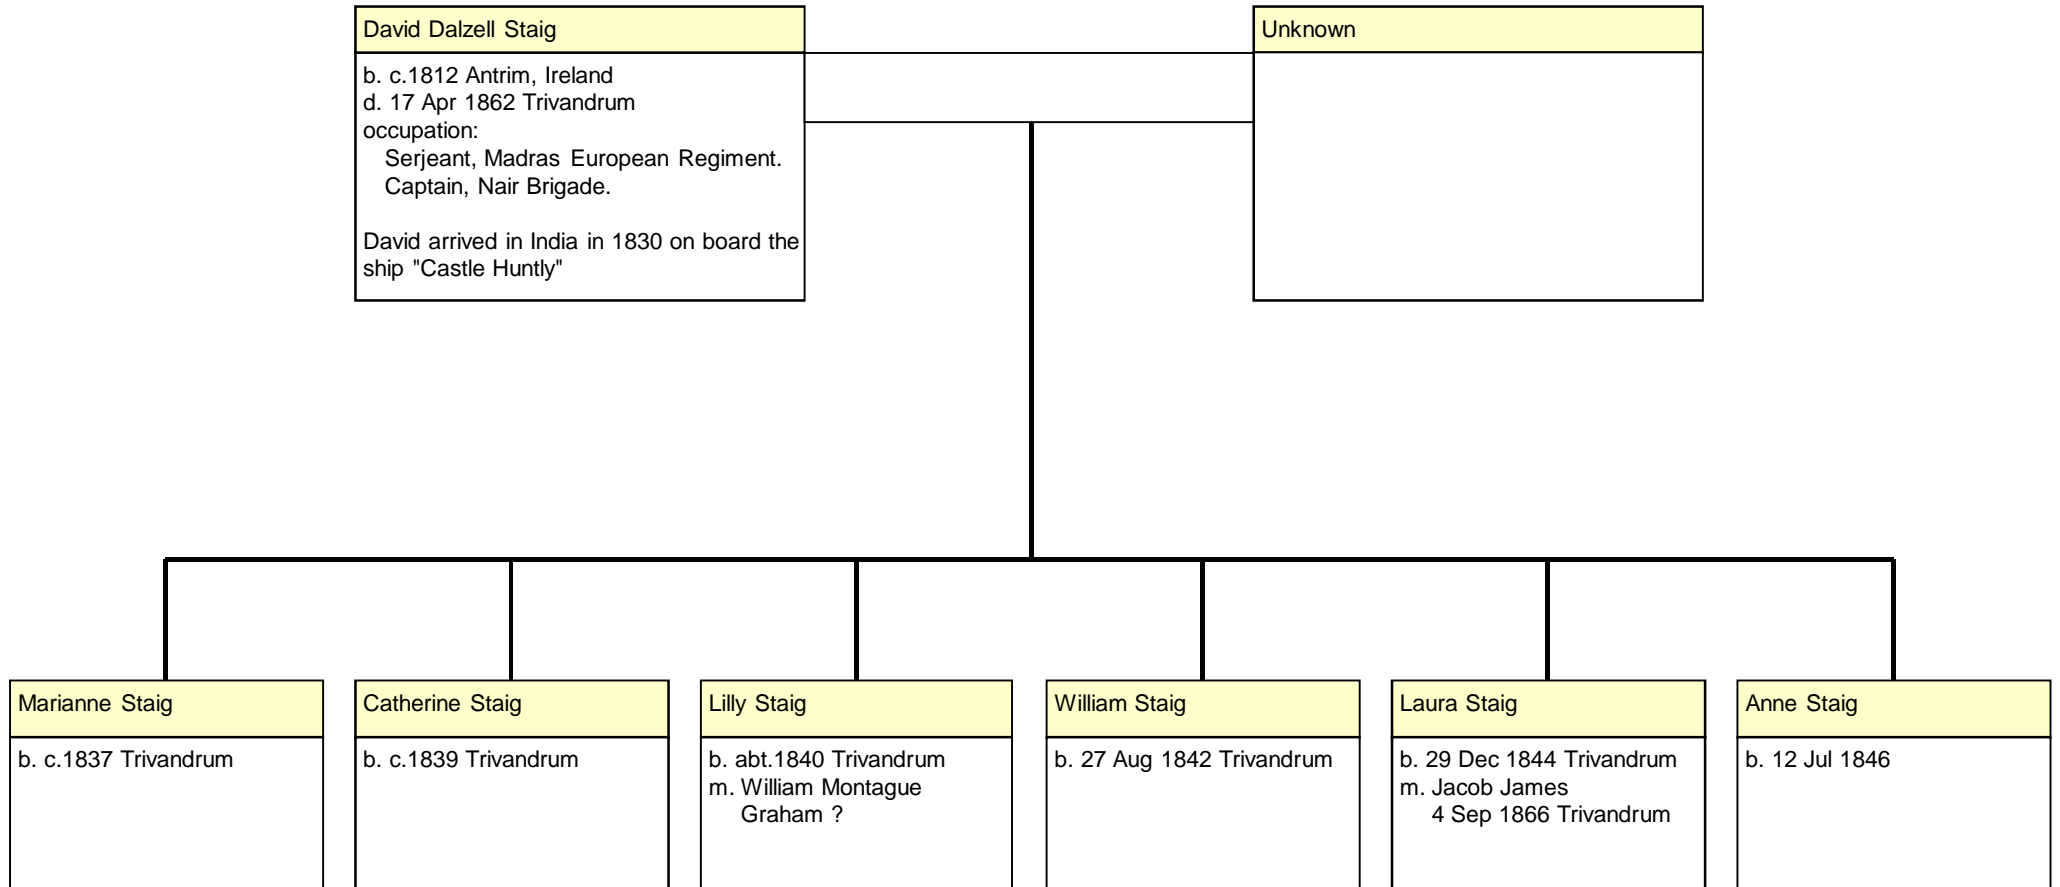 David Dalzell Staig
b. c.1812 Antrim, Ireland
d. 17 Apr 1862 Trivandrum
occupation:
Serjeant, Madras European Regiment.
Captain, Nair Brigade.
David arrived in India in 1830 on board the
ship "Castle Huntly"
Unknown
Marianne Staig
b. c.1837 Trivandrum
Catherine Staig
b. c.1839 Trivandrum
Lilly Staig
b. abt.1840 Trivandrum
m. William Montague
Graham ?
William Staig
b. 27 Aug 1842 Trivandrum
Laura Staig
b. 29 Dec 1844 Trivandrum
m. Jacob James
4 Sep 1866 Trivandrum
Anne Staig
b. 12 Jul 1846